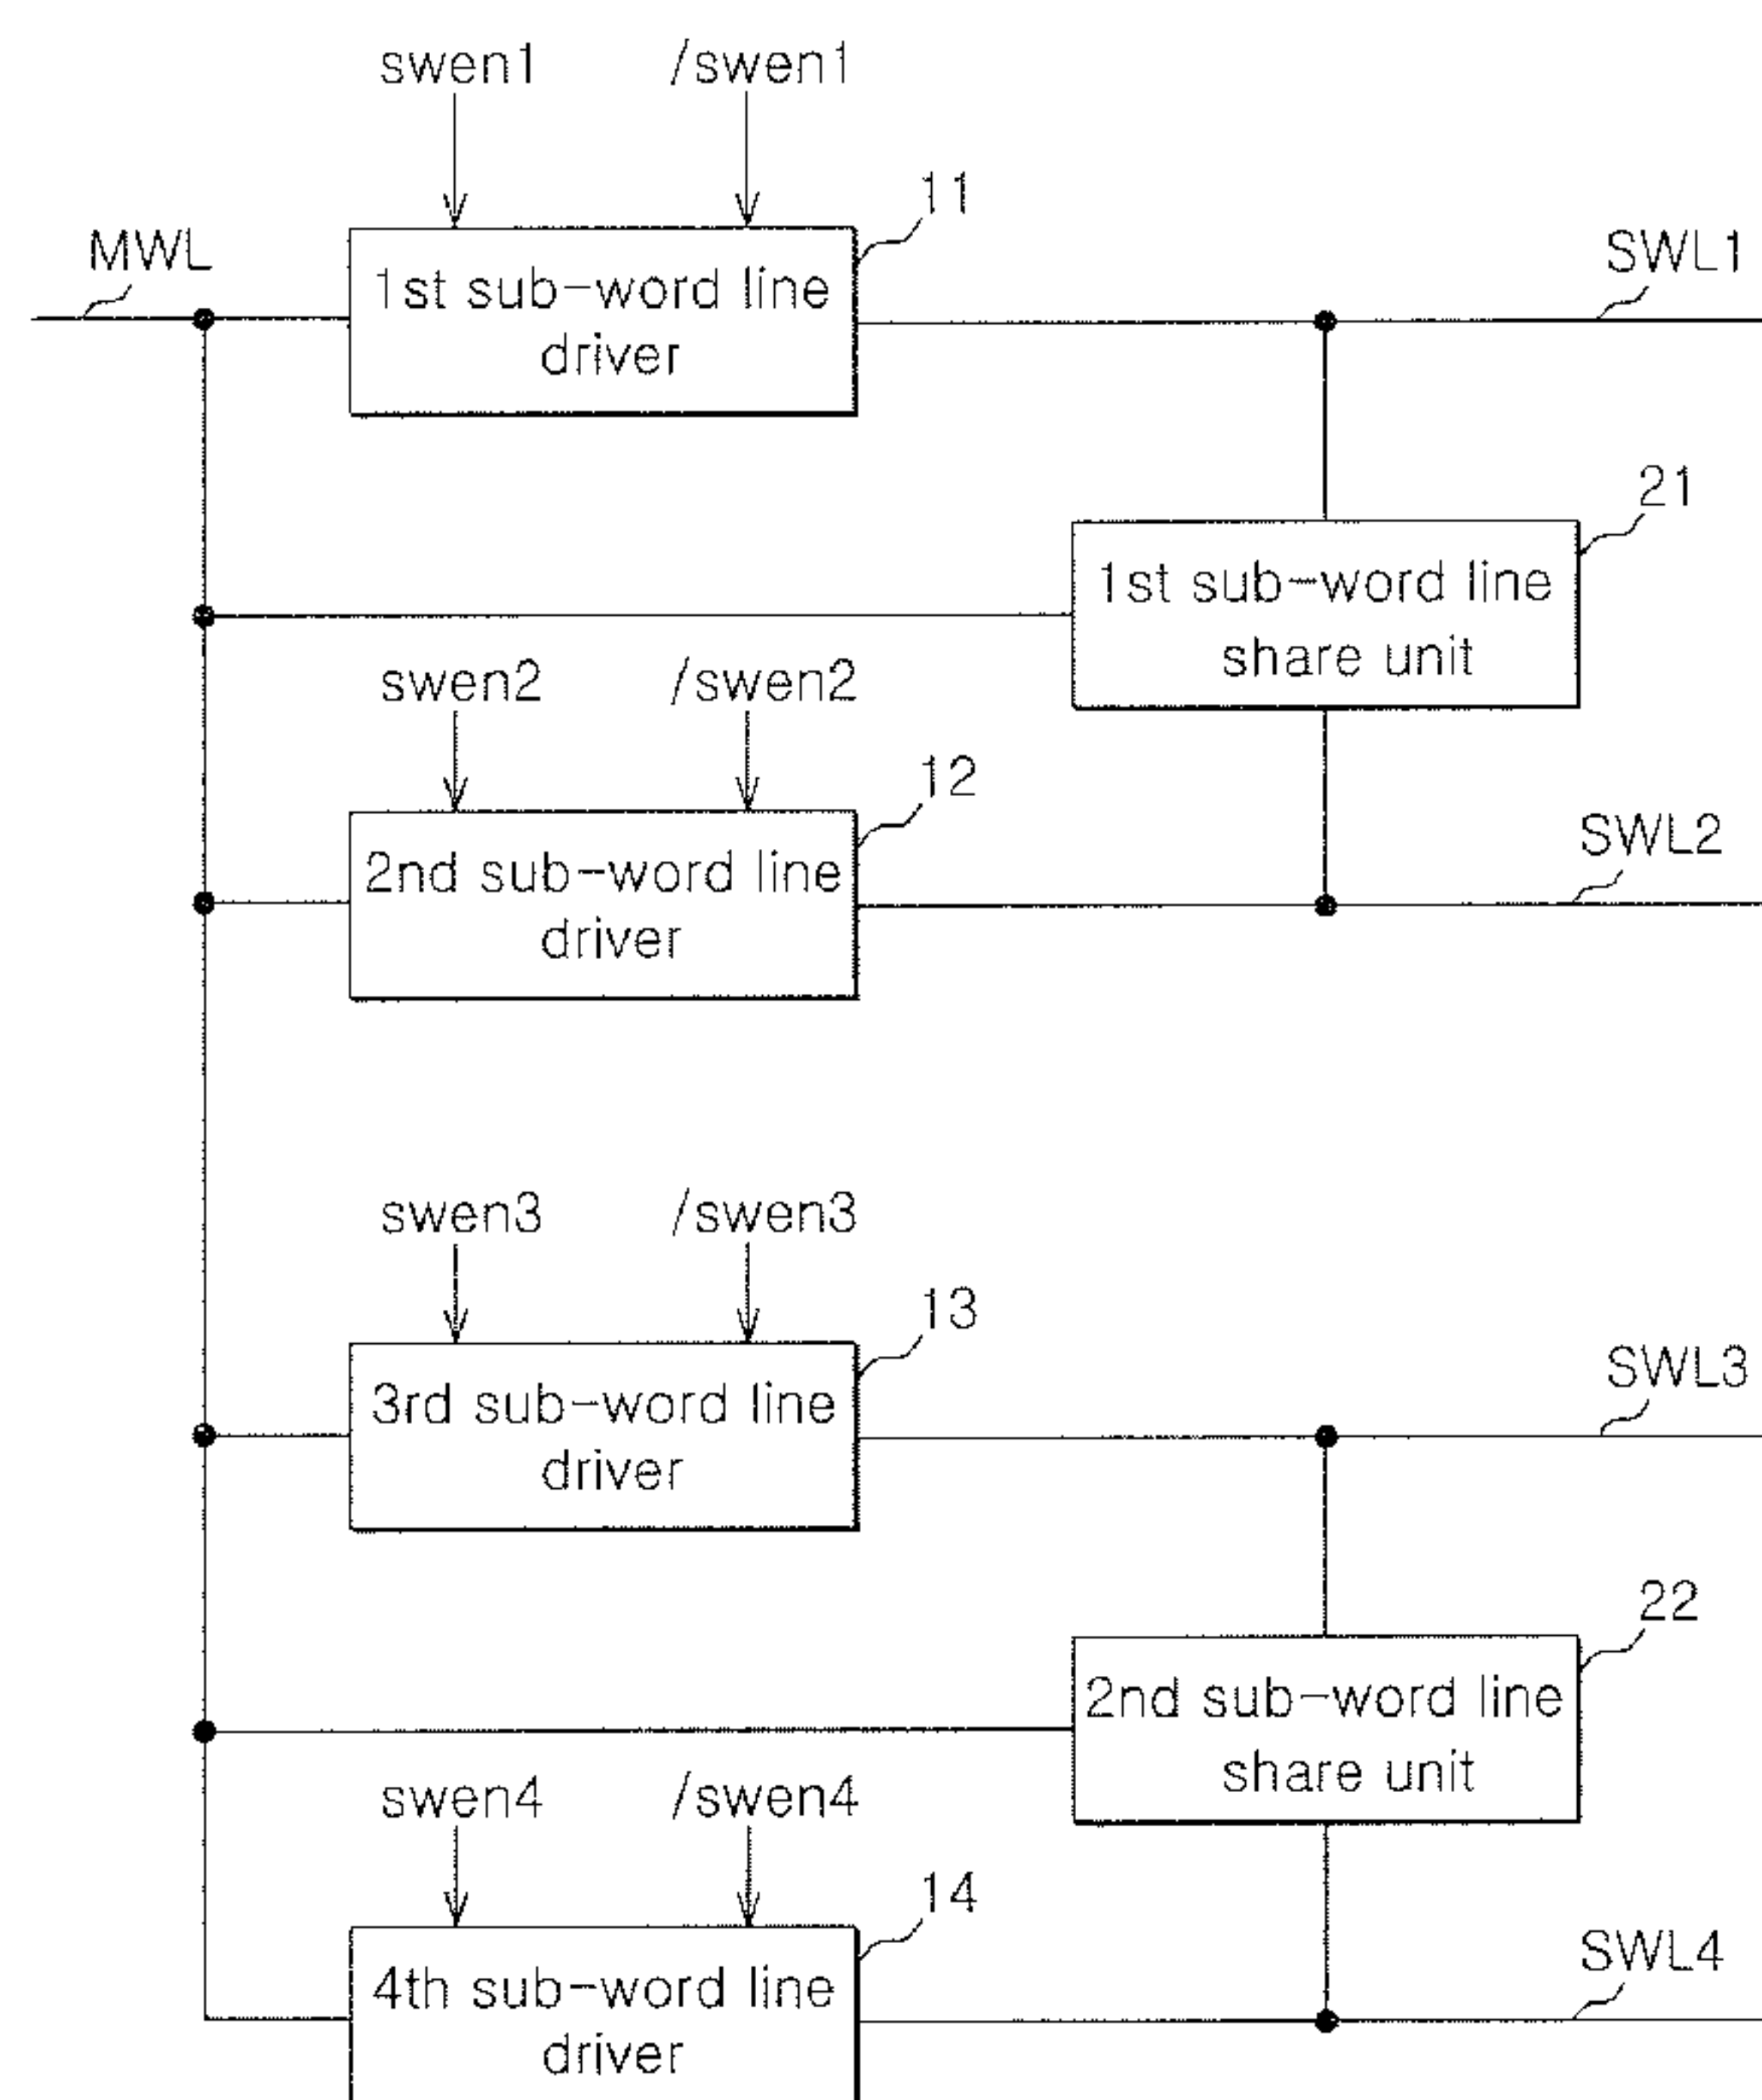 swen1 /swen1
11
MWL
1st sub-word line
driver
SWL1
21
1st sub-word line
share unit
swen2 /swen2
12
2nd sub-word line
driver
SWL2
swen3 /swen3
13
3rd sub-word line
driver
SWL3
22
2nd sub-word line
share unit
swen4 /swen4
14
4th sub-word line
driver
SWL4